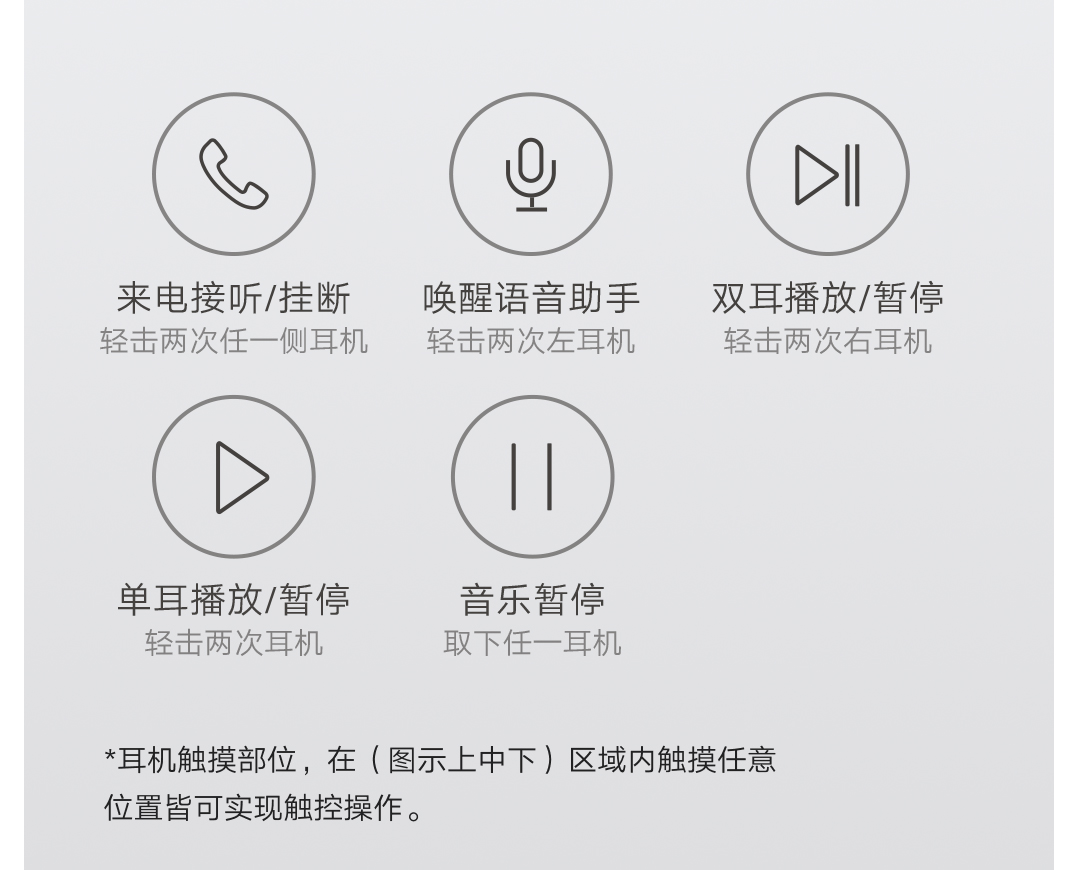 来电接听/挂断
轻击两次任一侧耳机
唤醒语音助手
轻击两次左耳机
双耳播放/暂停
轻击两次右耳机
单耳播放/暂停
轻击两次耳机
音乐暂停
取下任一耳机
*耳机触摸部位，在（图示上中下）区域内触摸任意
位置皆可实现触控操作。